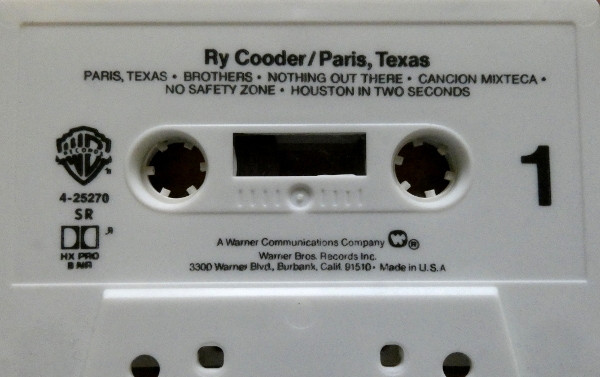 Ry Cooder/Paris, Texas
PARIS, TEXAS • BROTHERS • NOTHING OUT THERE • CANCION MIXTECA •
NO SAFETY ZONE • HOUSTON IN TWO SECONDS
WB
RECORDS
4-25270
SR
HX PRO
B NR
1
A Warner Communications Company ®
Warner Bros. Records Inc.
3300 Warner Blvd., Burbank, Calif. 91510 • Made in U.S.A